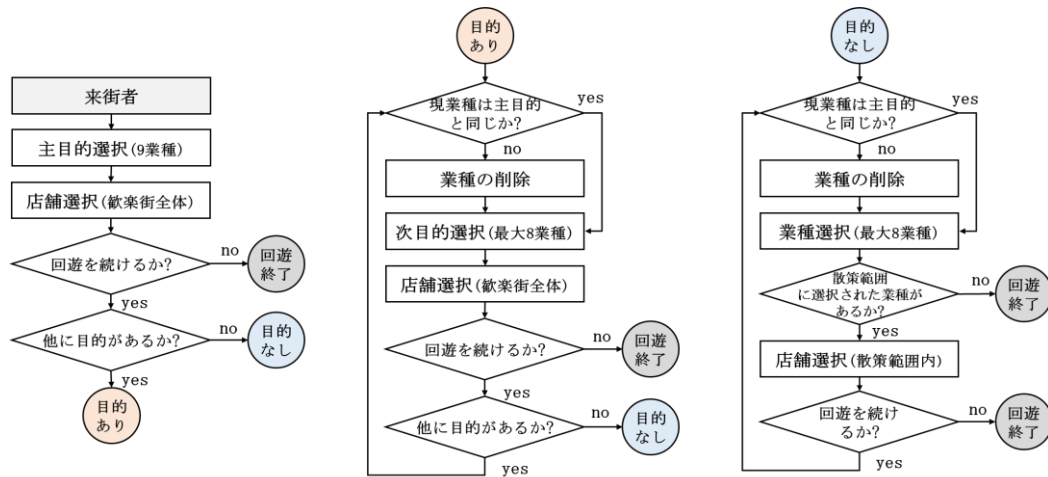 来街者
主目的選択(9業種)
店舗選択(歓楽街全体)
回遊を続けるか?
no
回遊
終了
yes
他に目的があるか?
no
目的
なし
yes
目的
あり
目的
あり
現業種は主目的
と同じか?
yes
no
業種の削除
次目的選択(最大8業種)
店舗選択(歓楽街全体)
回遊を続けるか?
no
回遊
終了
yes
他に目的があるか?
no
目的
なし
yes
目的
なし
現業種は主目的
と同じか?
yes
no
業種の削除
業種選択(最大8業種)
散策範囲
に選択された業種が
あるか?
no
回遊
終了
yes
店舗選択(散策範囲内)
回遊を続け
るか?
no
回遊
終了
yes